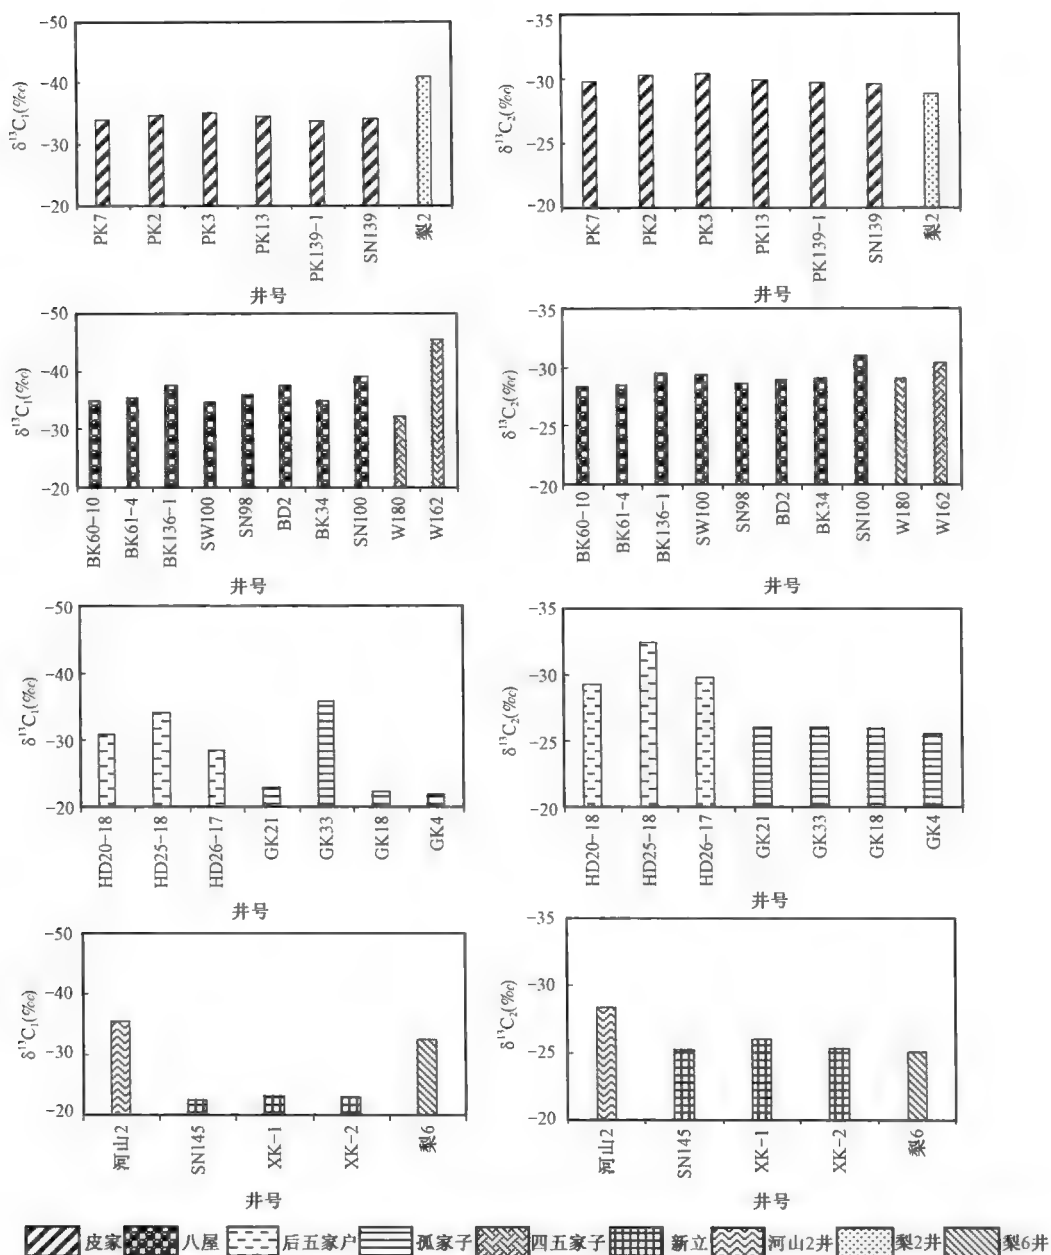 δ¹³C₁(‰)
-50
-40
-30
-20
PK7
PK2
PK3
PK13
PK139-1
SN139
梨2
井号
δ¹³C₂(‰)
-35
-30
-25
-20
PK7
PK2
PK3
PK13
PK139-1
SN139
梨2
井号
δ¹³C₁(‰)
-50
-40
-30
-20
BK60-10
BK61-4
BK136-1
SW100
SN98
BD2
BK34
SN100
W180
W162
井号
δ¹³C₂(‰)
-35
-30
-25
-20
BK60-10
BK61-4
BK136-1
SW100
SN98
BD2
BK34
SN100
W180
W162
井号
δ¹³C₁(‰)
-50
-40
-30
-20
HD20-18
HD25-18
HD26-17
GK21
GK33
GK18
GK4
井号
δ¹³C₂(‰)
-35
-30
-25
-20
HD20-18
HD25-18
HD26-17
GK21
GK33
GK18
GK4
井号
δ¹³C₁(‰)
-50
-40
-30
-20
河山2
SN145
XK-1
XK-2
梨6
井号
δ¹³C₂(‰)
-35
-30
-25
-20
河山2
SN145
XK-1
XK-2
梨6
井号
皮家 八屋 后五家户 孤家子 四五家子 新立 河山2井 梨2井 梨6井